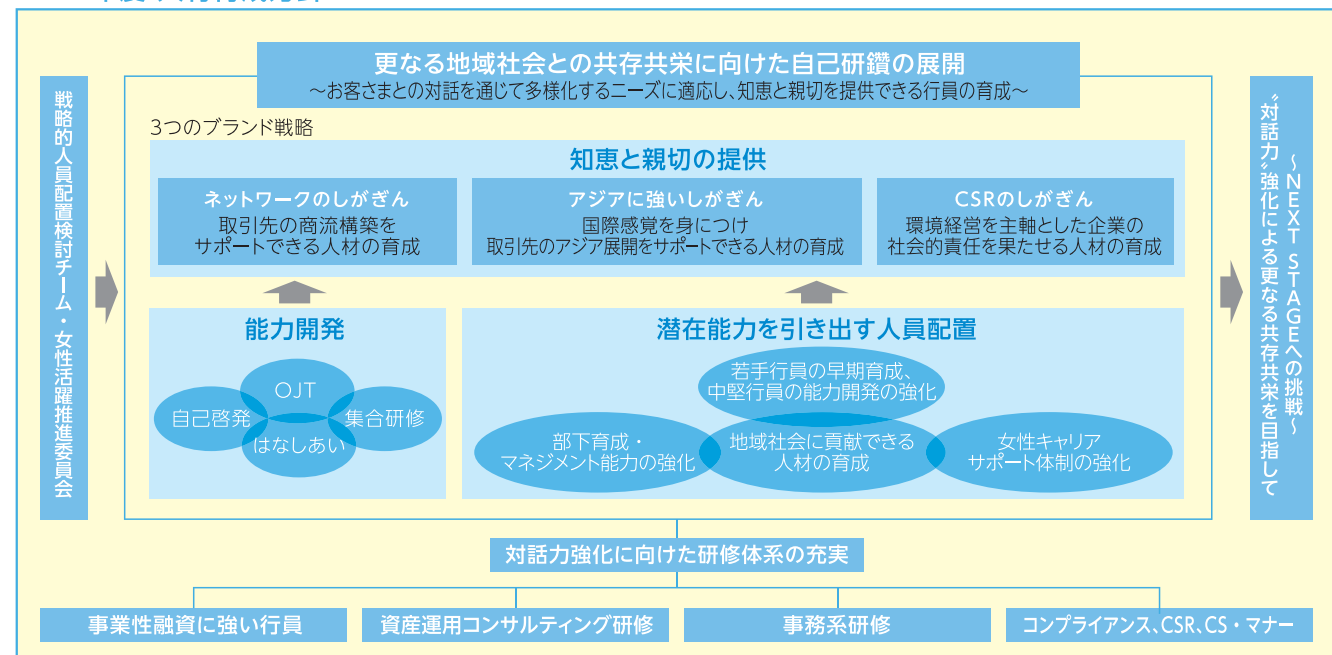 更なる地域社会との共存共栄に向けた自己研鑽の展開
～お客さまとの対話を通じて多様化するニーズに適応し、知恵と親切を提供できる行員の育成～
戦略的人員配置検討チーム・女性活躍推進委員会
3つのブランド戦略
知恵と親切の提供
ネットワークのしがぎん
取引先の商流構築を
サポートできる人材の育成
アジアに強いしがぎん
国際感覚を身につけ
取引先のアジア展開をサポートできる人材の育成
CSRのしがぎん
環境経営を主軸とした企業の
社会的責任を果たせる人材の育成
能力開発
OJT
自己啓発
集合研修
はなしあい
潜在能力を引き出す人員配置
若手行員の早期育成、
中堅行員の能力開発の強化
部下育成・
マネジメント能力の強化
地域社会に貢献できる
人材の育成
女性キャリア
サポート体制の強化
～NEXT STAGEへの挑戦～
〝対話力〟強化による更なる共存共栄を目指して
対話力強化に向けた研修体系の充実
事業性融資に強い行員
資産運用コンサルティング研修
事務系研修
コンプライアンス、CSR、CS・マナー